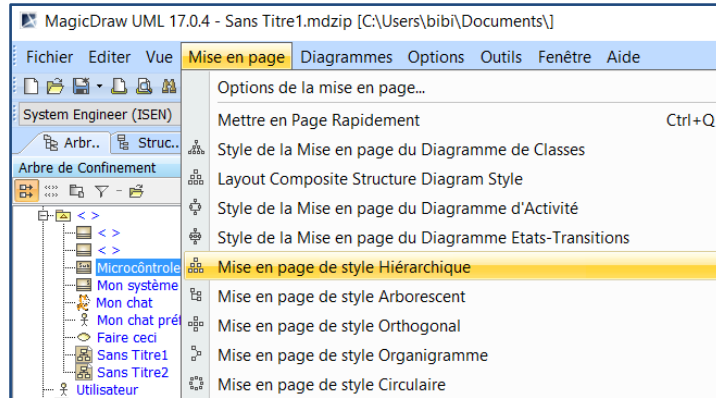 MagicDraw UML 17.0.4 - Sans Titre1.mdzip [C:\Users\bibi\Documents\]
Fichier Editer Vue Mise en page Diagrammes Options Outils Fenêtre Aide
Options de la mise en page...
System Engineer (ISEN)
Mettre en Page Rapidement Ctrl+Q
Arbr.. Struc..
Style de la Mise en page du Diagramme de Classes
Arbre de Confinement
Layout Composite Structure Diagram Style
Style de la Mise en page du Diagramme d'Activité
< >
< >
Style de la Mise en page du Diagramme Etats-Transitions
< >
Microcôntrole
Mise en page de style Hiérarchique
Mon système
Mise en page de style Arborescent
Mon chat
Mon chat préf
Mise en page de style Orthogonal
Faire ceci
Sans Titre1
Mise en page de style Organigramme
Sans Titre2
Utilisateur
Mise en page de style Circulaire